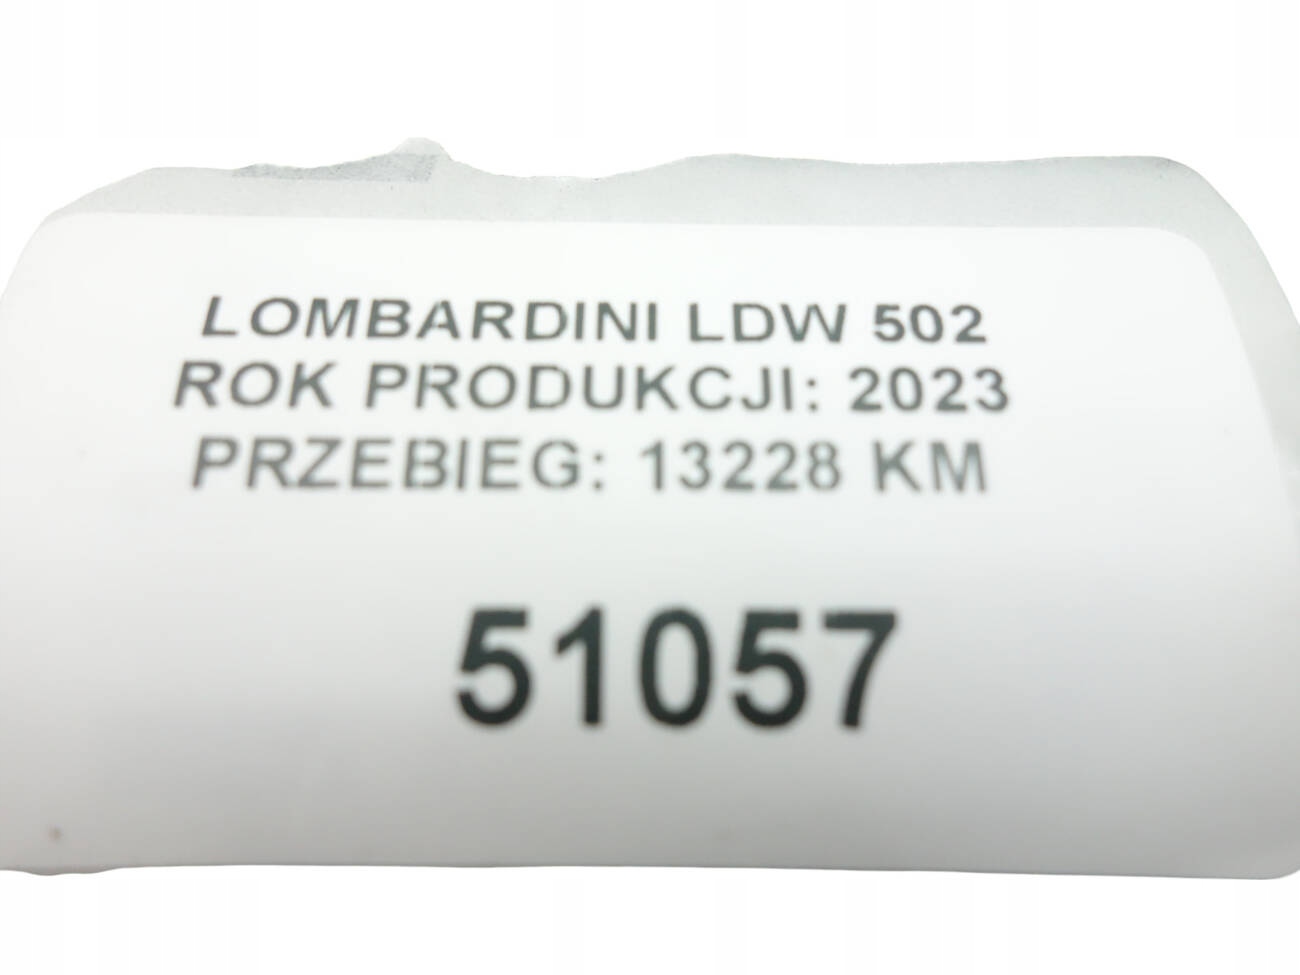 LOMBARDINI LDW 502
ROK PRODUKCJI: 2023
PRZEBIEG: 13228 KM
51057